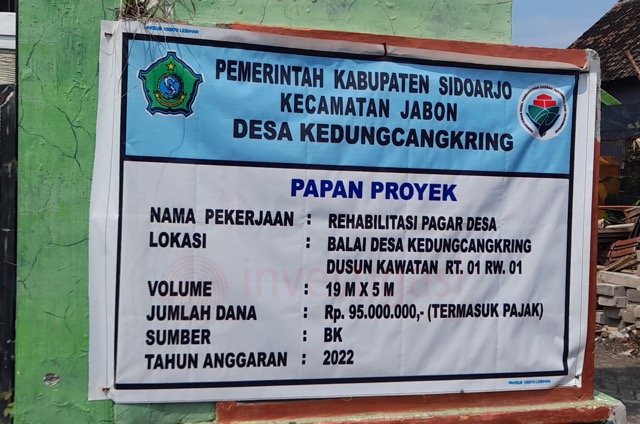 PEMERINTAH KABUPATEN SIDOARJO
KECAMATAN JABON
DESA KEDUNGCANGKRING
PAPAN PROYEK
NAMA PEKERJAAN : REHABILITASI PAGAR DESA
LOKASI : BALAI DESA KEDUNGCANGKRING
DUSUN KAWATAN RT. 01 RW. 01
VOLUME : 19 M X 5 M
JUMLAH DANA : Rp. 95.000.000,- (TERMASUK PAJAK)
SUMBER : BK
TAHUN ANGGARAN : 2022